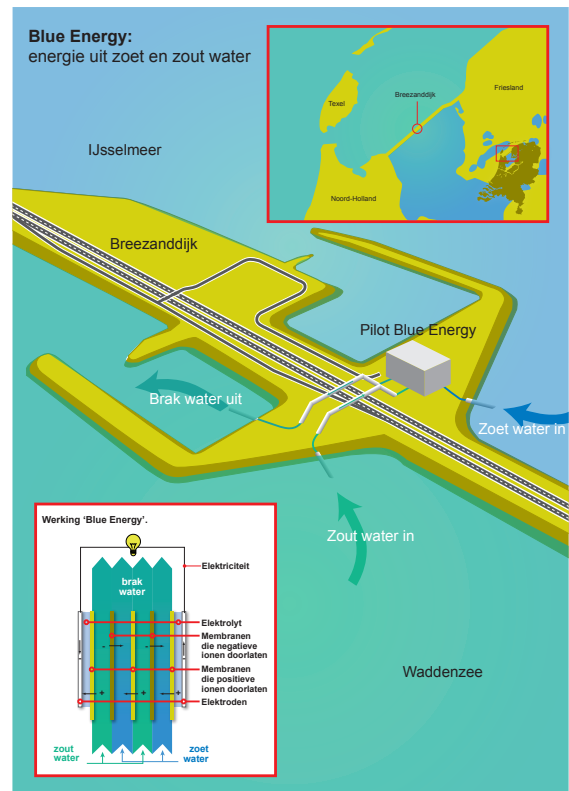 Blue Energy:
energie uit zoet en zout water
Texel
Breezanddijk
Friesland
Noord-Holland
IJsselmeer
Breezanddijk
Pilot Blue Energy
Brak water uit
Zoet water in
Zout water in
Waddenzee
Werking ‘Blue Energy’.
Elektriciteit
brak
water
Elektrolyt
Membranen
die negatieve
ionen doorlaten
Membranen
die positieve
ionen doorlaten
Elektroden
- -
+ + +
zout
water
zoet
water